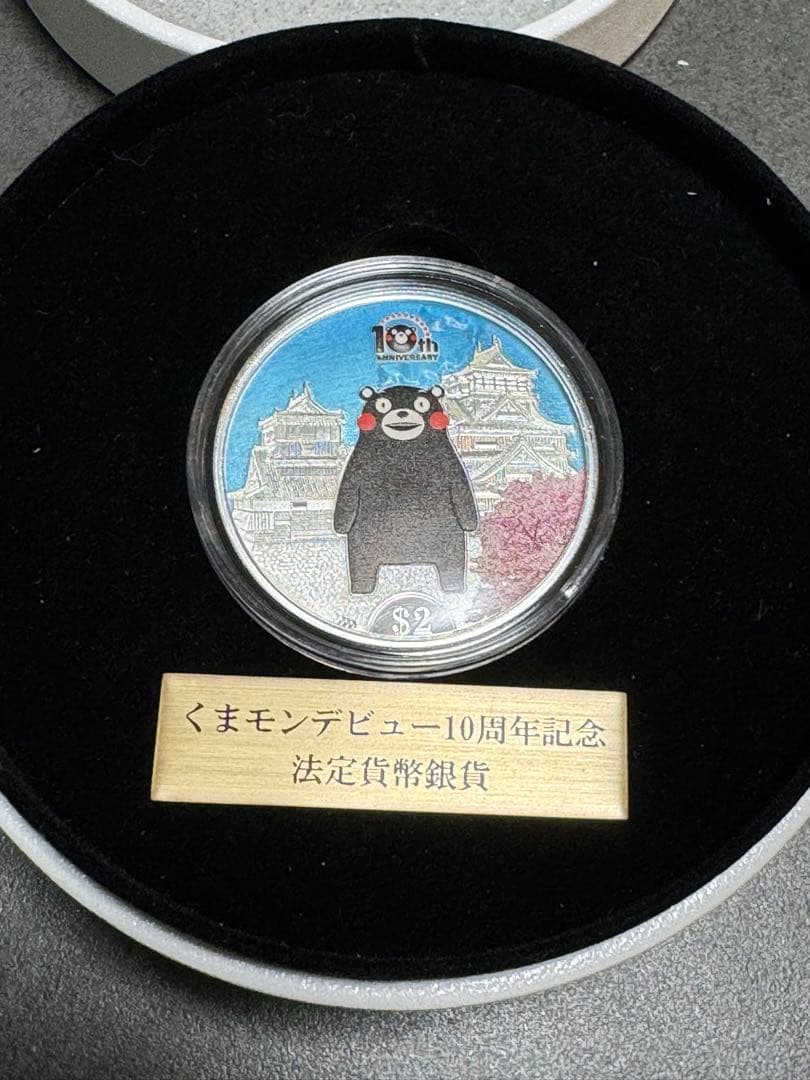 10th
ANNIVERSARY
$2
くまモンデビュー10周年記念
法定貨幣銀貨